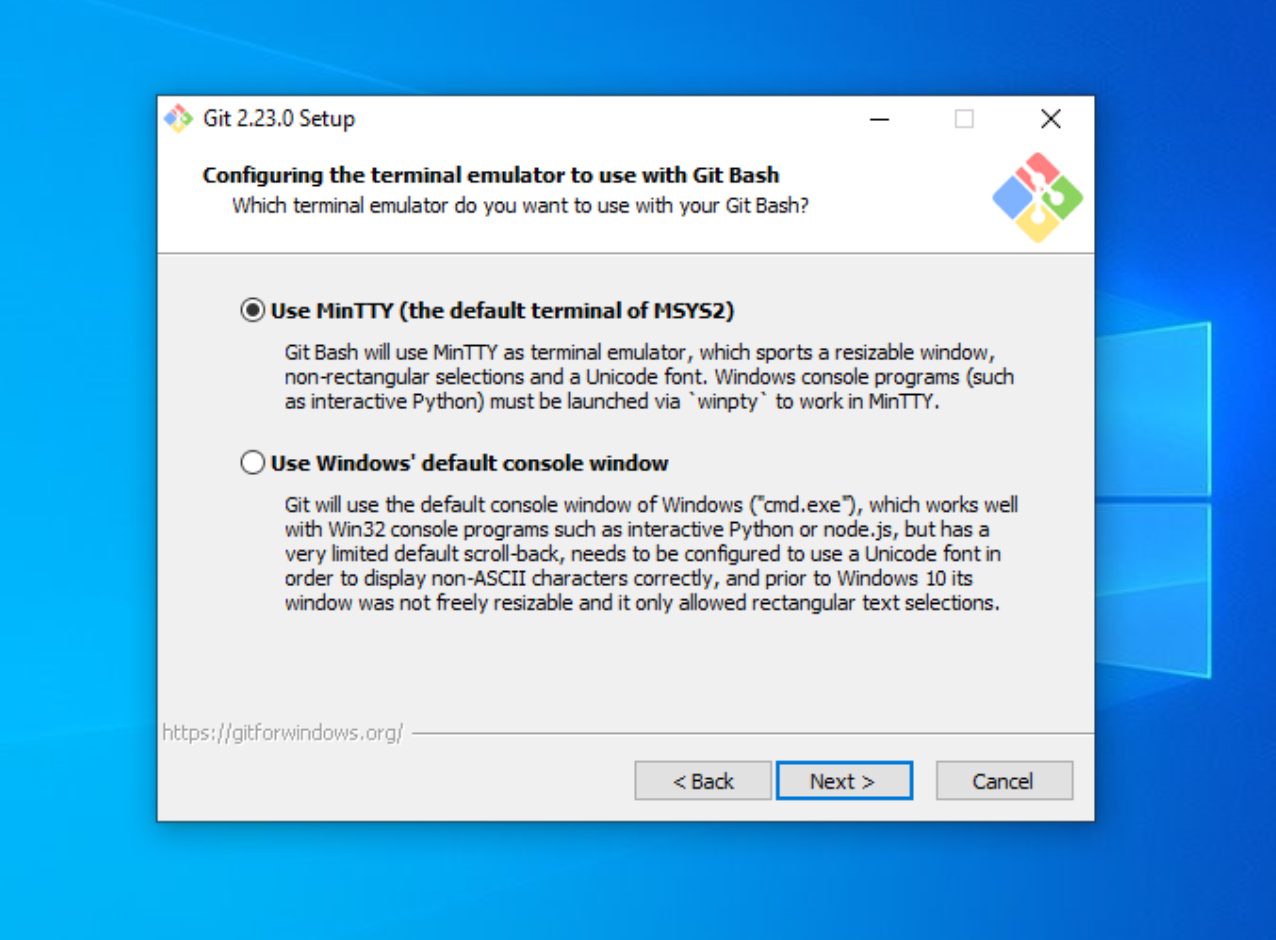 Git 2.23.0 Setup
Configuring the terminal emulator to use with Git Bash
Which terminal emulator do you want to use with your Git Bash?
Use MinTTY (the default terminal of MSYS2)
Git Bash will use MinTTY as terminal emulator, which sports a resizable window,
non-rectangular selections and a Unicode font. Windows console programs (such
as interactive Python) must be launched via `winpty` to work in MinTTY.
Use Windows' default console window
Git will use the default console window of Windows ("cmd.exe"), which works well
with Win32 console programs such as interactive Python or node.js, but has a
very limited default scroll-back, needs to be configured to use a Unicode font in
order to display non-ASCII characters correctly, and prior to Windows 10 its
window was not freely resizable and it only allowed rectangular text selections.
https://gitforwindows.org/
< Back Next > Cancel